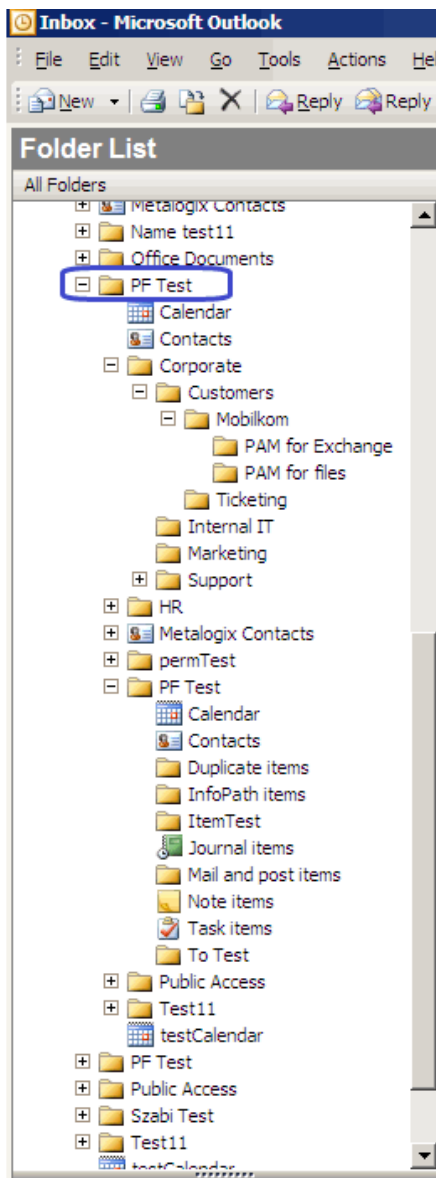 Inbox - Microsoft Outlook
File Edit View Go Tools Actions Hel
New Reply Reply
Folder List
All Folders
Metalogix Contacts
Name test11
Office Documents
PF Test
Calendar
Contacts
Corporate
Customers
Mobilkom
PAM for Exchange
PAM for files
Ticketing
Internal IT
Marketing
Support
HR
Metalogix Contacts
permTest
PF Test
Calendar
Contacts
Duplicate items
InfoPath items
ItemTest
Journal items
Mail and post items
Note items
Task items
To Test
Public Access
Test11
testCalendar
PF Test
Public Access
Szabi Test
Test11
testCalendar